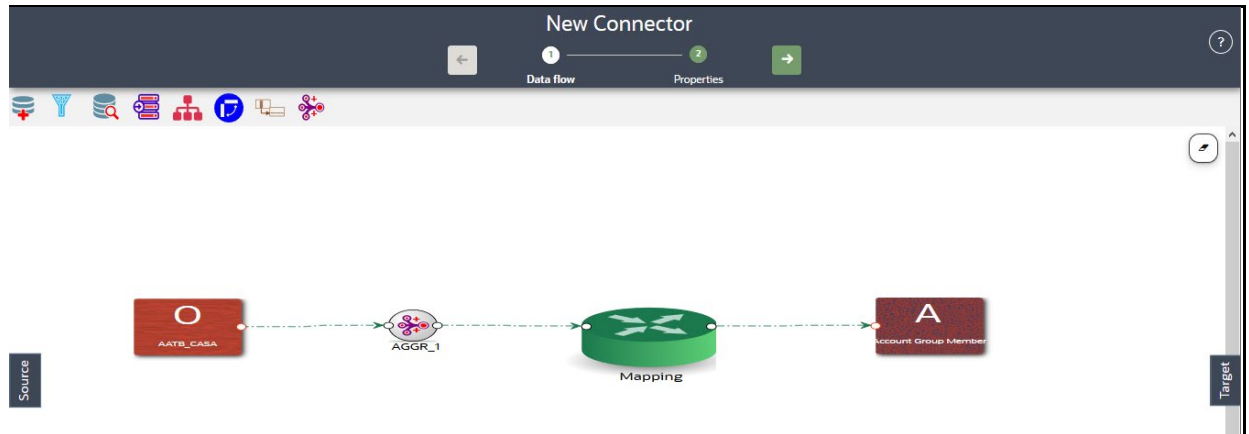 New Connector
?
1
2
Data flow
Properties
O
AATB_CASA
AGGR_1
Mapping
A
Account Group Member
Source
Target